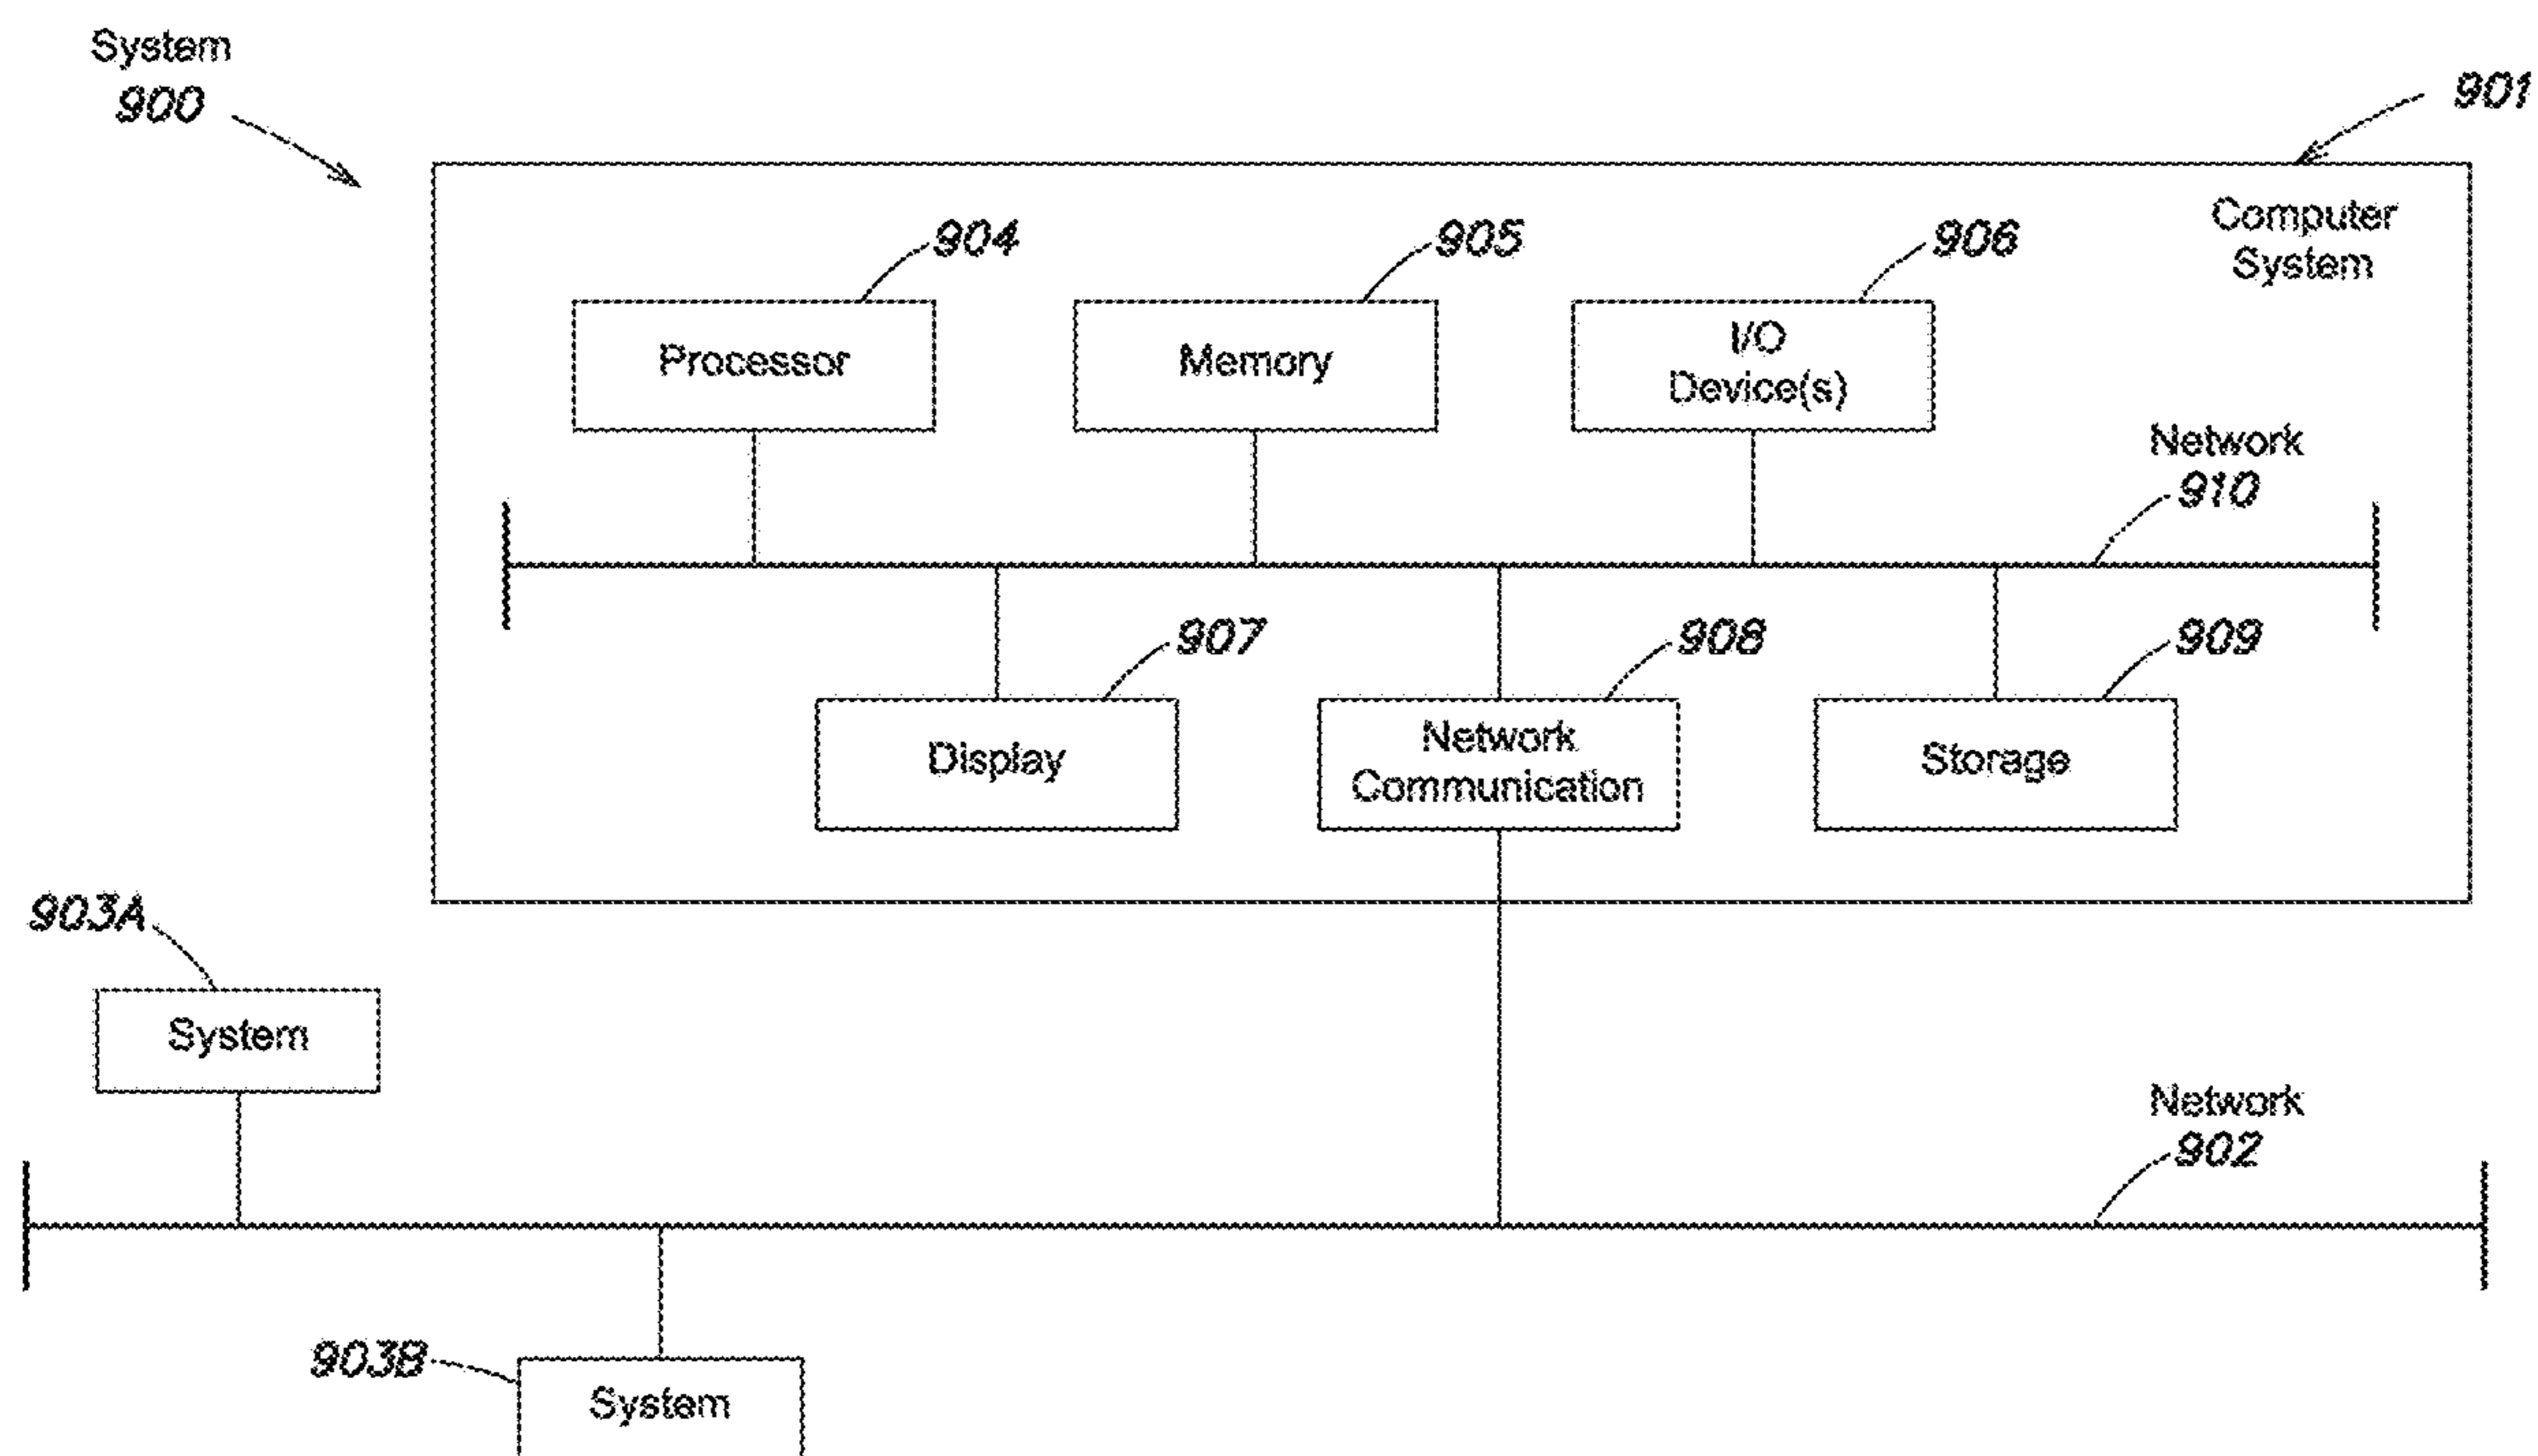 System
900
901
Computer
System
904
905
906
Processor
Memory
I/O
Device(s)
Network
910
907
908
909
Display
Network
Communication
Storage
903A
System
Network
902
903B
System